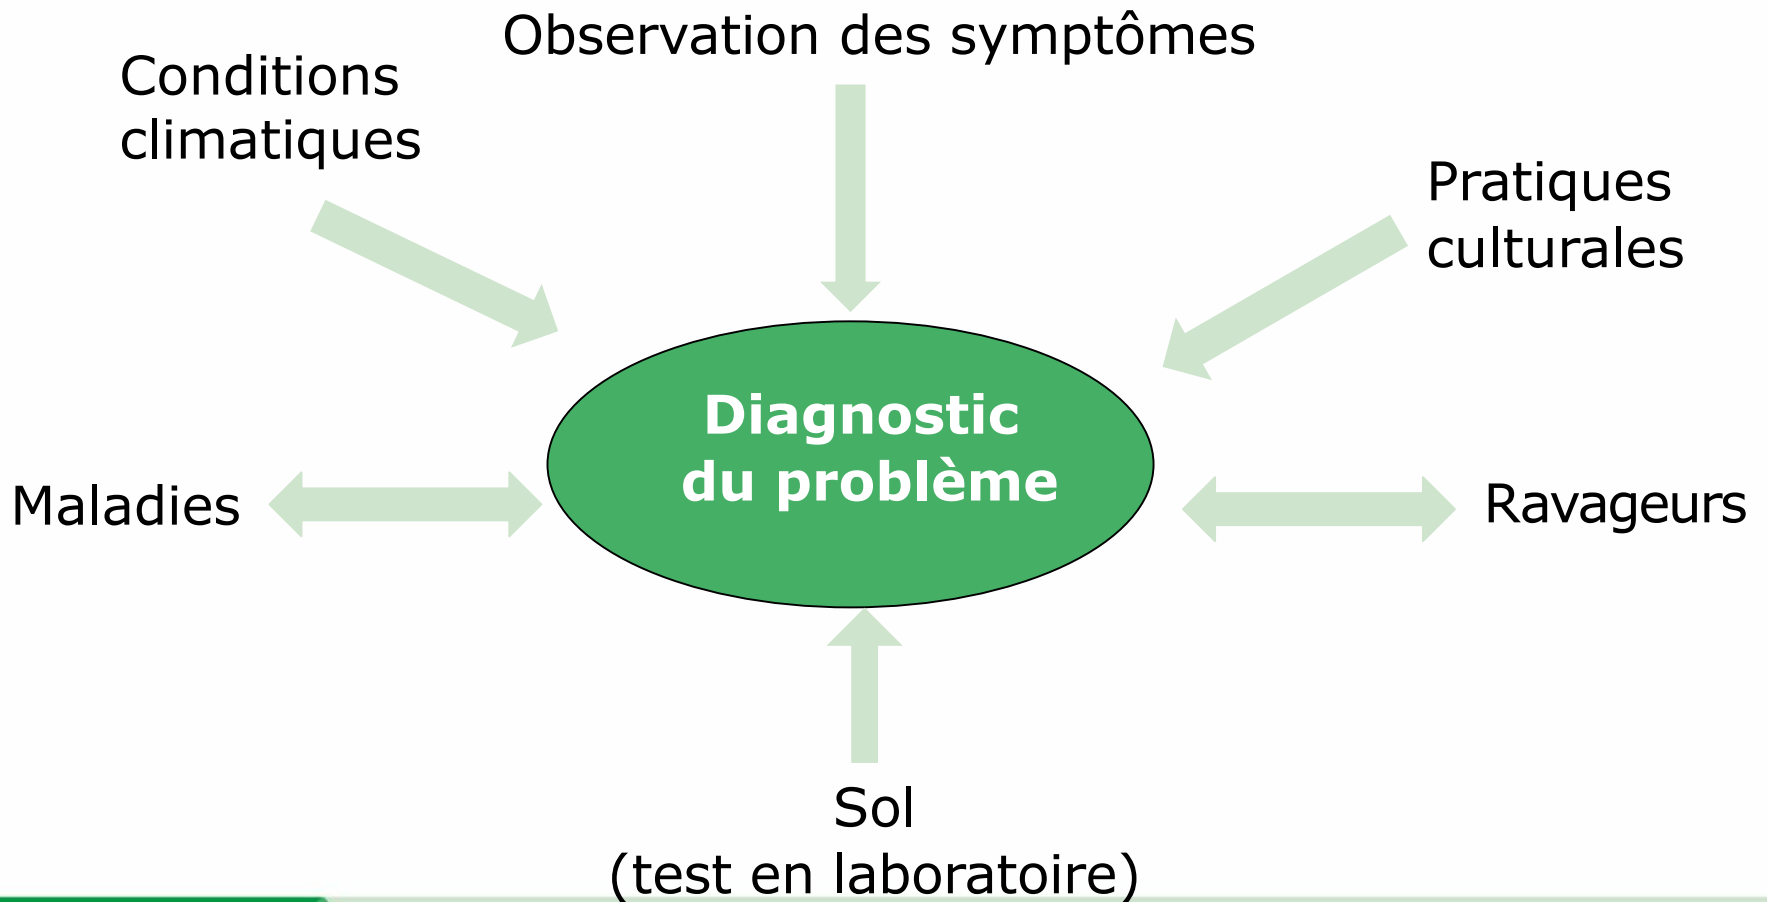 Observation des symptômes
Conditions
climatiques
Pratiques
culturales
Diagnostic
du problème
Maladies
Ravageurs
Sol
(test en laboratoire)